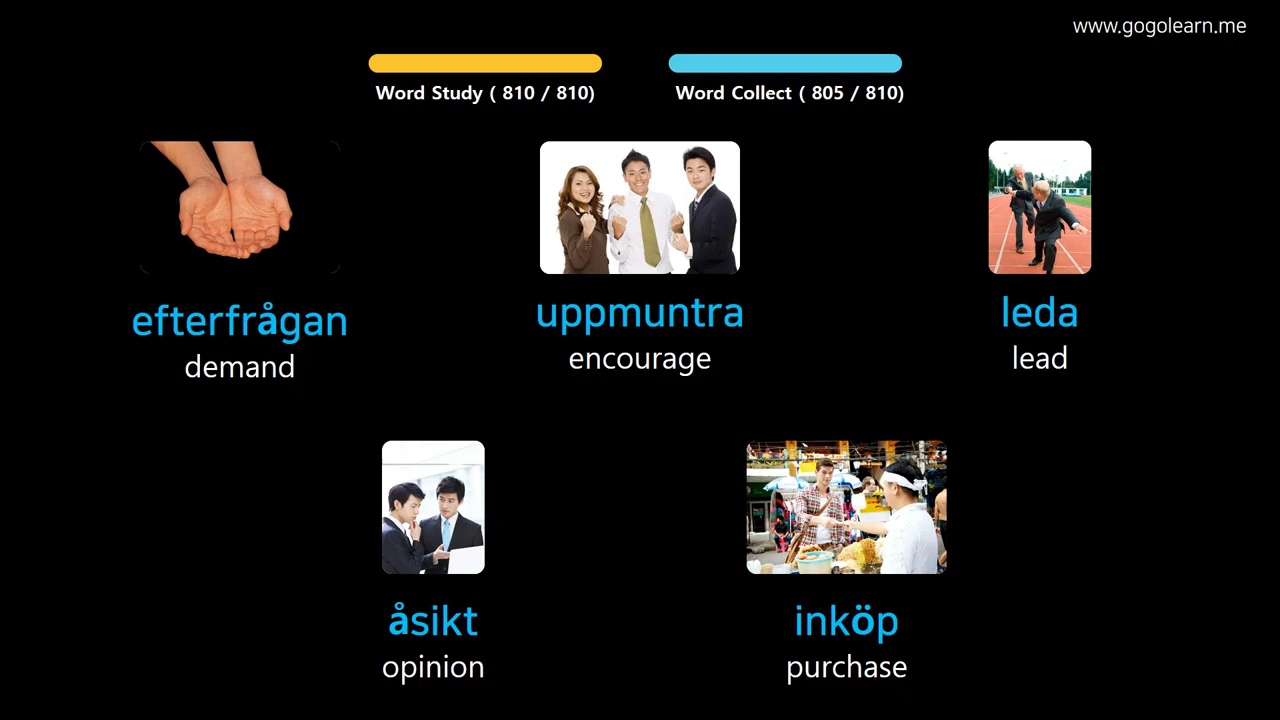 www.gogolearn.me
Word Study ( 810 / 810)
Word Collect ( 805 / 810)
efterfrågan
demand
uppmuntra
encourage
leda
lead
åsikt
opinion
inköp
purchase